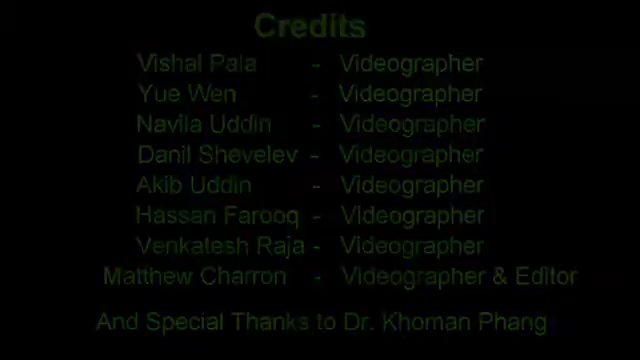 Credits
Vishal Pala - Videographer
Yue Wen - Videographer
Navila Uddin - Videographer
Danil Shevelev - Videographer
Akib Uddin - Videographer
Hassan Farooq - Videographer
Venkatesh Raja - Videographer
Matthew Charron - Videographer & Editor
And Special Thanks to Dr. Khoman Phang